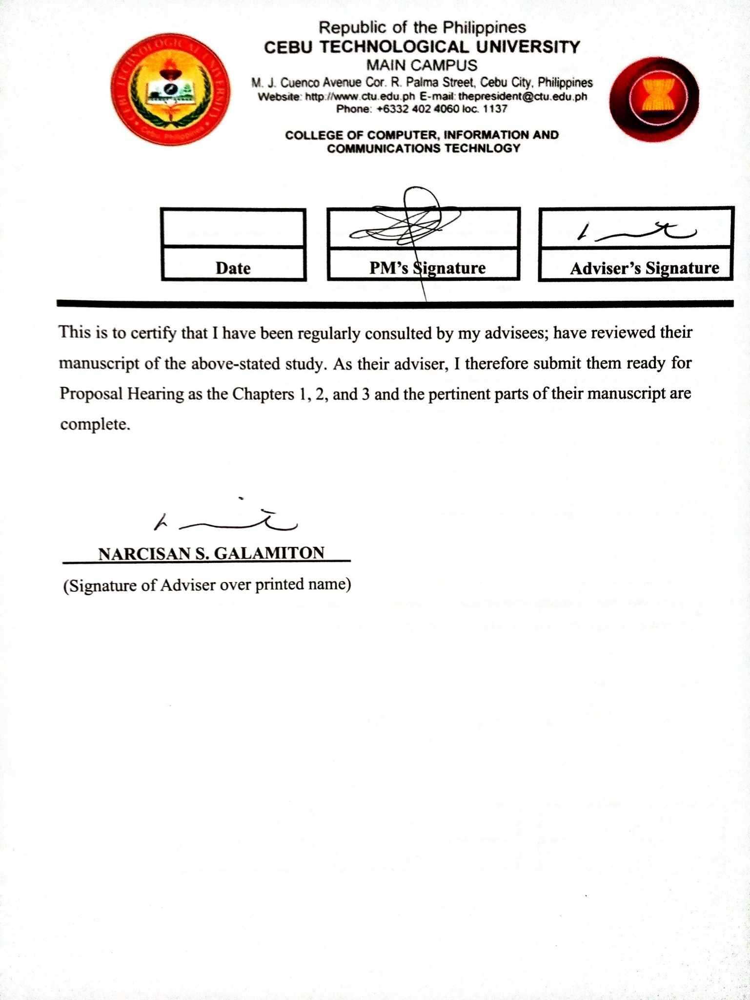 Republic of the Philippines
CEBU TECHNOLOGICAL UNIVERSITY
MAIN CAMPUS
M. J. Cuenco Avenue Cor. R. Palma Street, Cebu City, Philippines
Website: http://www.ctu.edu.ph E-mail: thepresident@ctu.edu.ph
Phone: +6332 402 4060 loc. 1137
COLLEGE OF COMPUTER, INFORMATION AND
COMMUNICATIONS TECHNLOGY
CEBU TECHNOLOGICAL UNIVERSITY
Cebu, Philippines
Date
PM's Signature
Adviser's Signature
This is to certify that I have been regularly consulted by my advisees; have reviewed their
manuscript of the above-stated study. As their adviser, I therefore submit them ready for
Proposal Hearing as the Chapters 1, 2, and 3 and the pertinent parts of their manuscript are
complete.
NARCISAN S. GALAMITON
(Signature of Adviser over printed name)